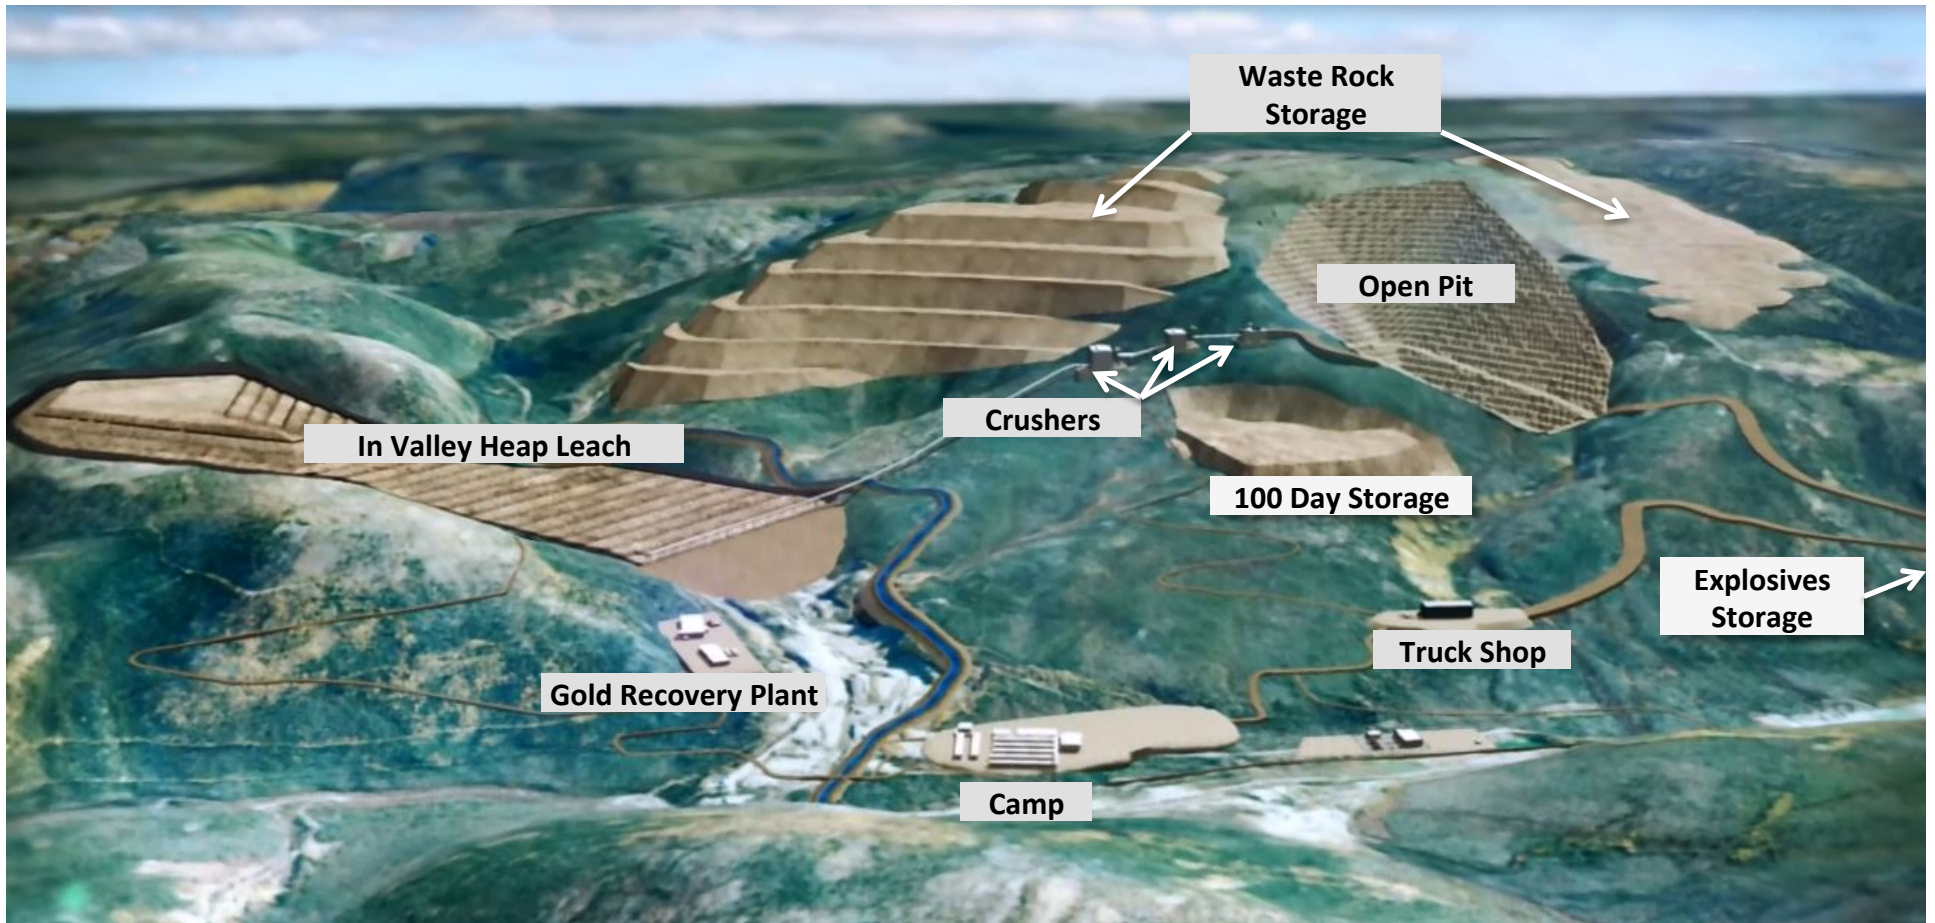 Waste Rock
Storage
Open Pit
Crushers
In Valley Heap Leach
100 Day Storage
Explosives
Storage
Truck Shop
Gold Recovery Plant
Camp